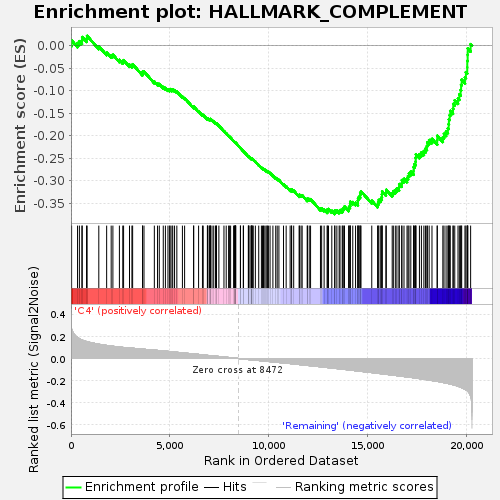 Enrichment plot: HALLMARK_COMPLEMENT
0.00
-0.05
-0.10
-0.15
-0.20
-0.25
-0.30
-0.35
Enrichment score (ES)
'C4' (positively correlated)
0.4
0.2
0.0
-0.2
-0.4
-0.6
Ranked list metric (Signal2Noise)
Zero cross at 8472
'Remaining' (negatively correlated)
0
5,000
10,000
15,000
20,000
Rank in Ordered Dataset
Enrichment profile
Hits
Ranking metric scores